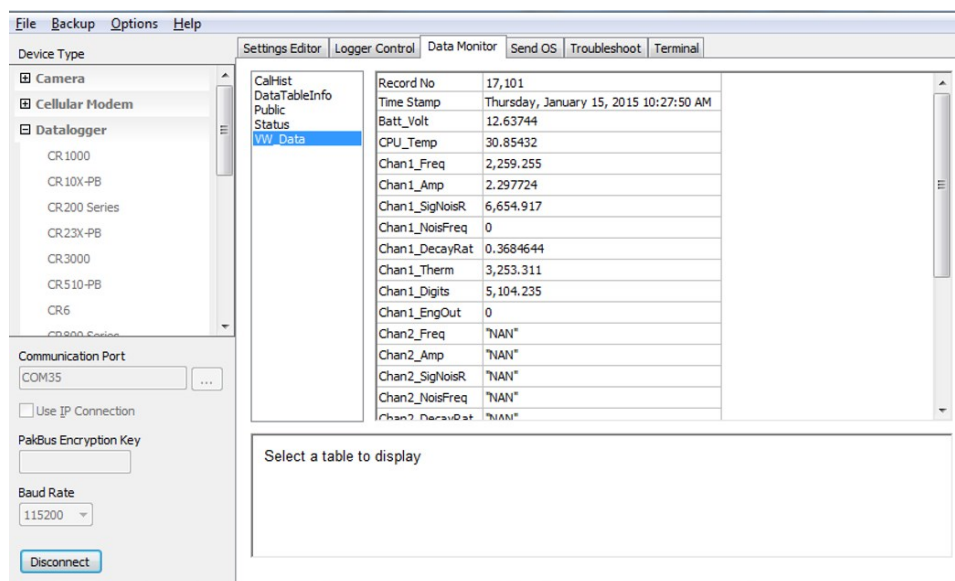 File Backup Options Help
Device Type
Camera
Cellular Modem
Datalogger
CR1000
CR10X-PB
CR200 Series
CR23X-PB
CR3000
CR510-PB
CR6
CR800 Series
Communication Port
COM35
...
Use IP Connection
PakBus Encryption Key
Baud Rate
115200
Disconnect
Settings Editor Logger Control Data Monitor Send OS Troubleshoot Terminal
CalHist
DataTableInfo
Public
Status
VW_Data
Record No 17,101
Time Stamp Thursday, January 15, 2015 10:27:50 AM
Batt_Volt 12.63744
CPU_Temp 30.85432
Chan1_Freq 2,259.255
Chan1_Amp 2.297724
Chan1_SigNoisR 6,654.917
Chan1_NoisFreq 0
Chan1_DecayRat 0.3684644
Chan1_Therm 3,253.311
Chan1_Digits 5,104.235
Chan1_EngOut 0
Chan2_Freq "NAN"
Chan2_Amp "NAN"
Chan2_SigNoisR "NAN"
Chan2_NoisFreq "NAN"
Chan2_DecayRat "NAN"
Select a table to display